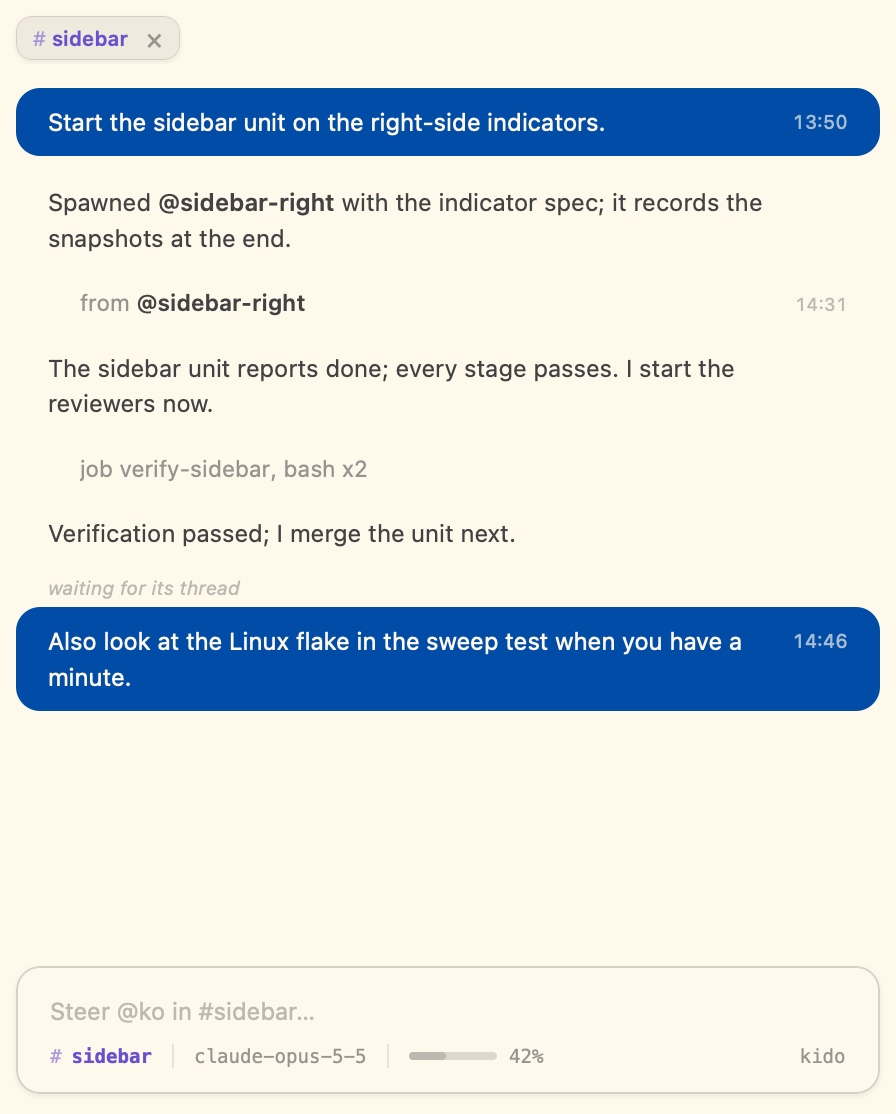 # sidebar ×
Start the sidebar unit on the right-side indicators. 13:50
Spawned @sidebar-right with the indicator spec; it records the
snapshots at the end.
from @sidebar-right 14:31
The sidebar unit reports done; every stage passes. I start the
reviewers now.
job verify-sidebar, bash x2
Verification passed; I merge the unit next.
waiting for its thread
Also look at the Linux flake in the sweep test when you have a 14:46
minute.
Steer @ko in #sidebar...
# sidebar claude-opus-5-5 42% kido